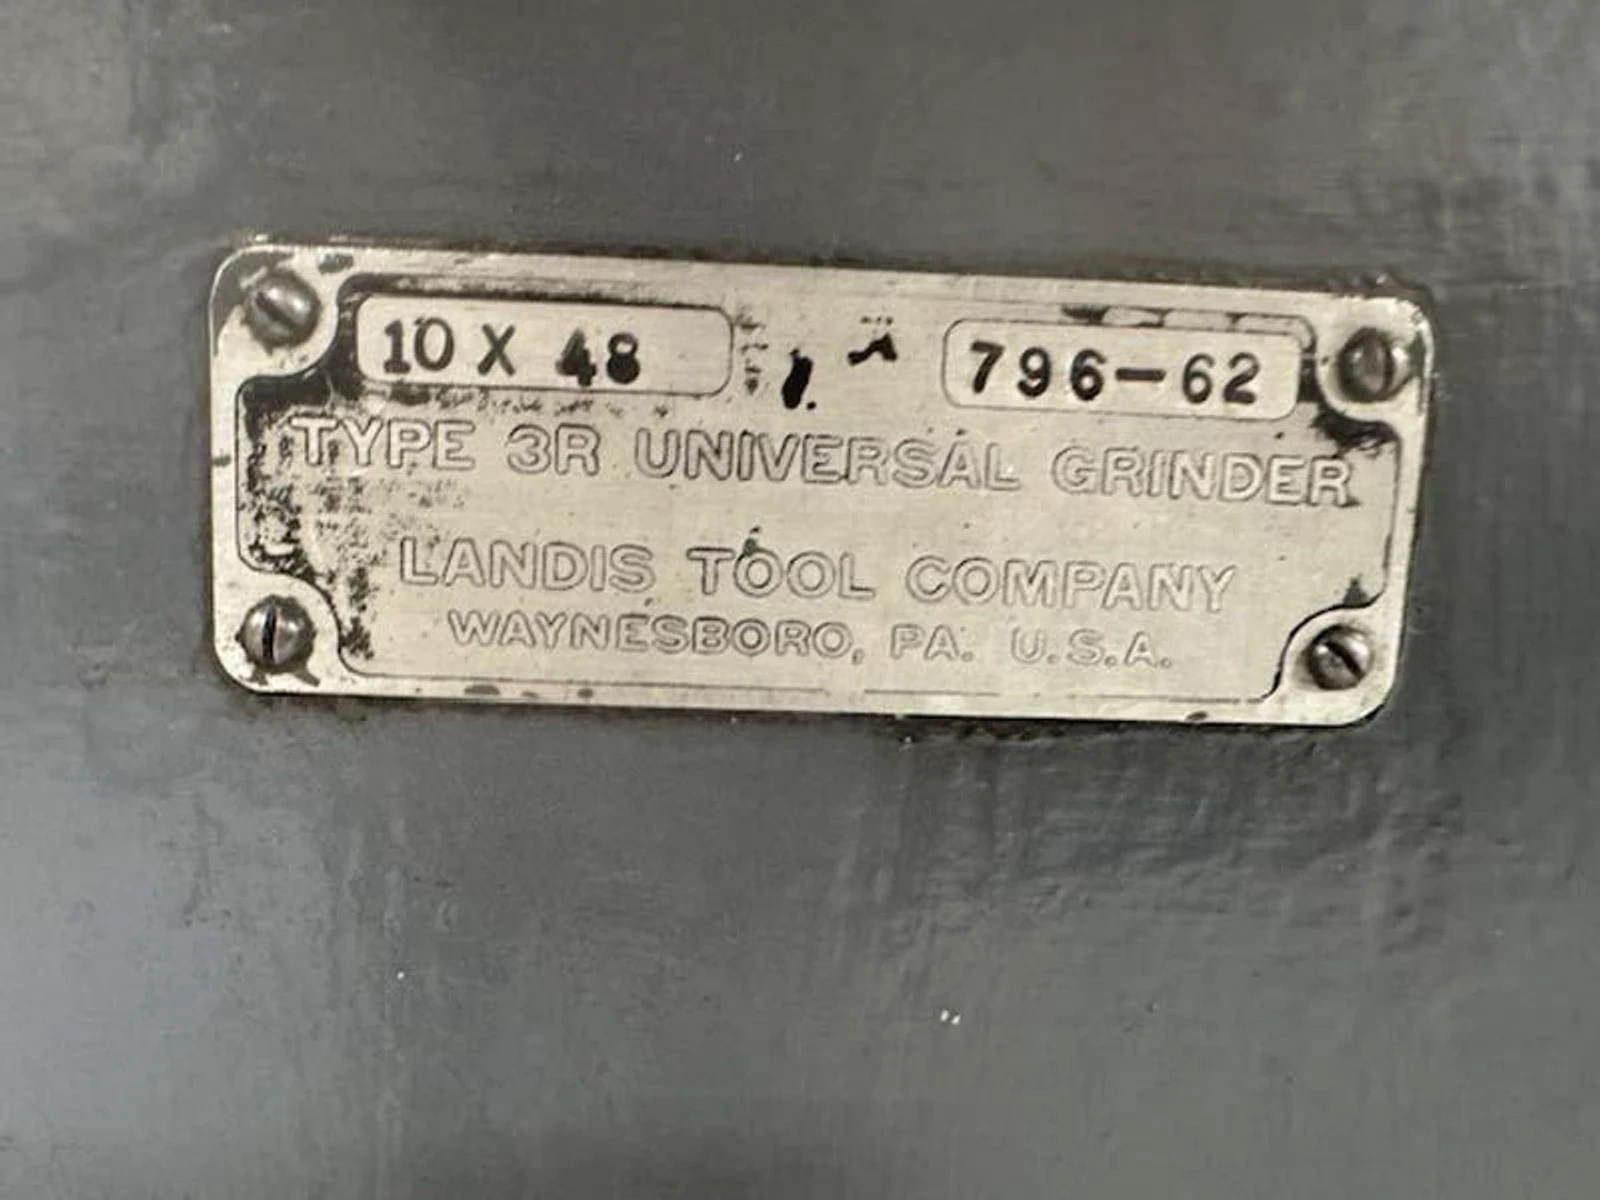 10 X 48 796-62
TYPE 3R UNIVERSAL GRINDER
LANDIS TOOL COMPANY
WAYNESBORO, PA. U.S.A.